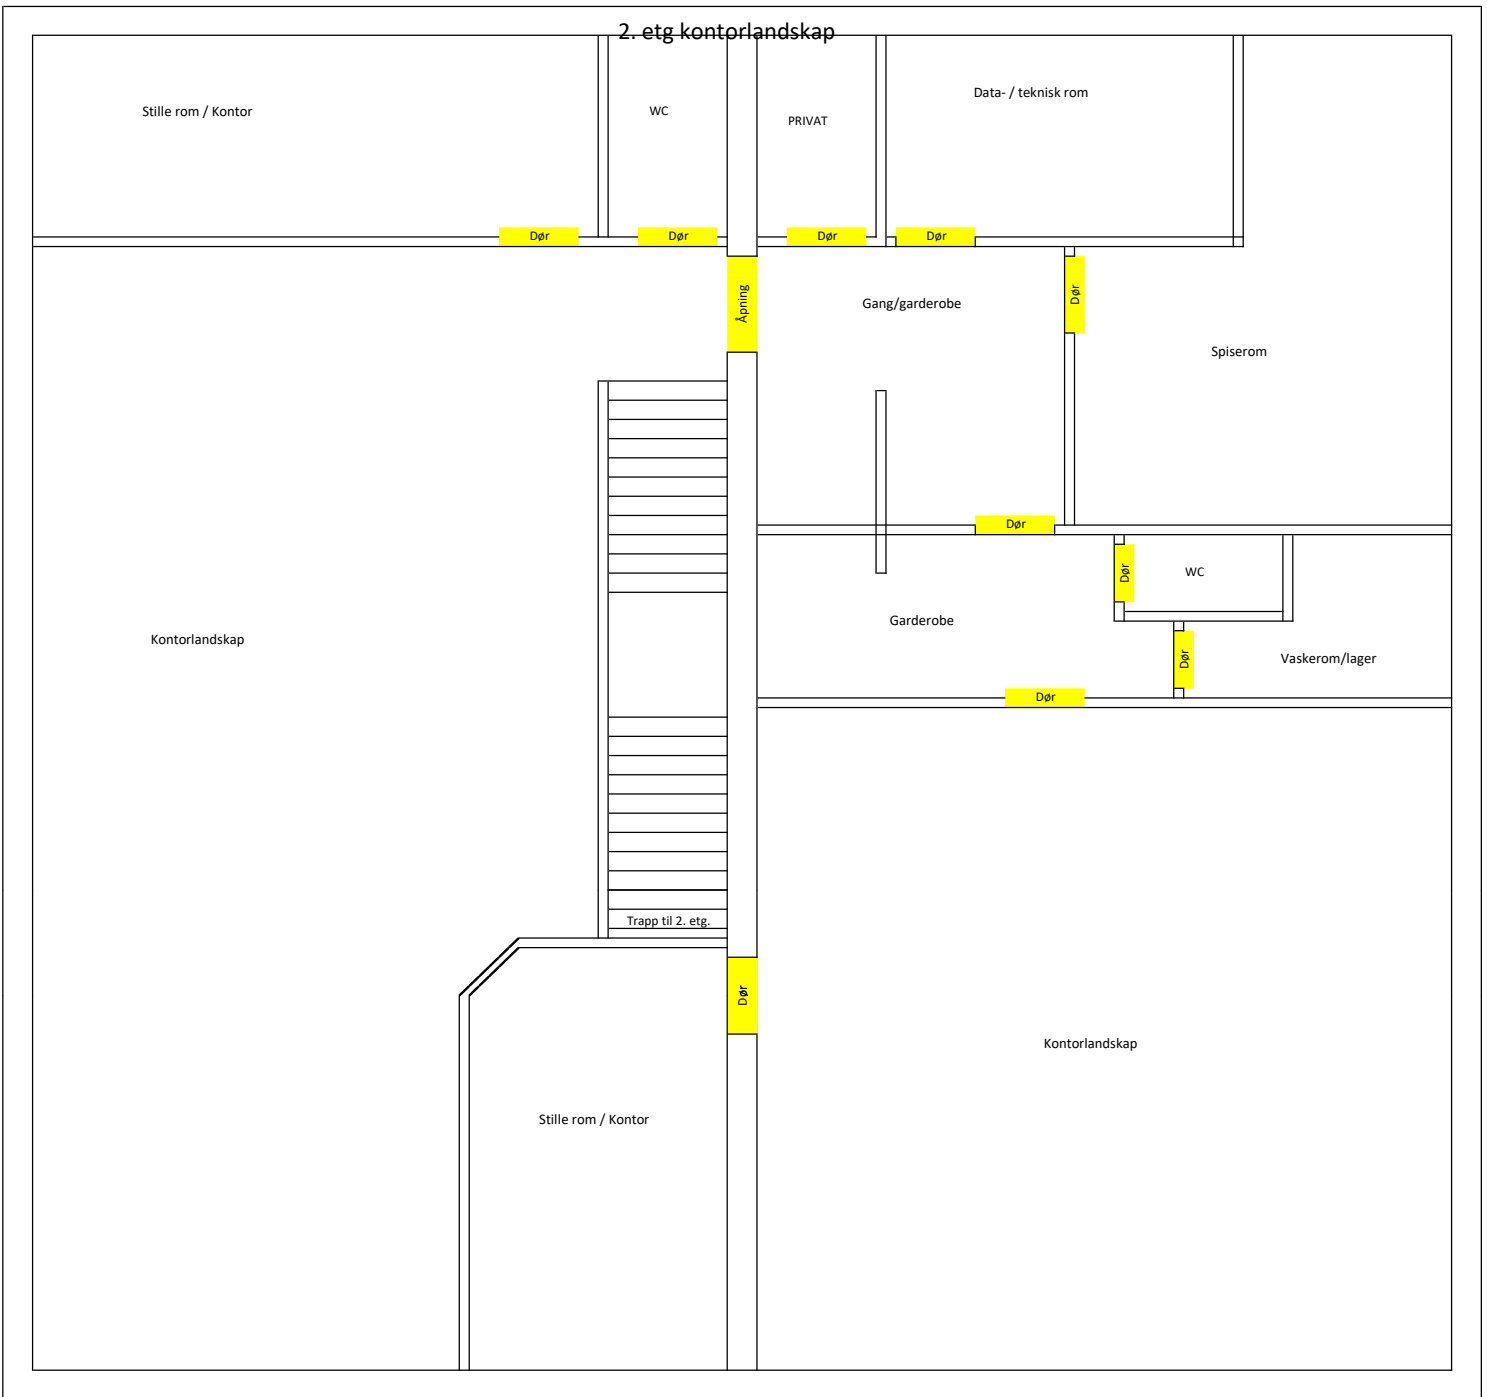 2. etg kontorlandskap
Stille rom / Kontor
WC
PRIVAT
Data- / teknisk rom
Dør
Dør
Dør
Dør
Åpning
Gang/garderobe
Dør
Spiserom
Dør
Dør
WC
Garderobe
Kontorlandskap
Dør
Vaskerom/lager
Dør
Trapp til 2. etg.
Dør
Kontorlandskap
Stille rom / Kontor